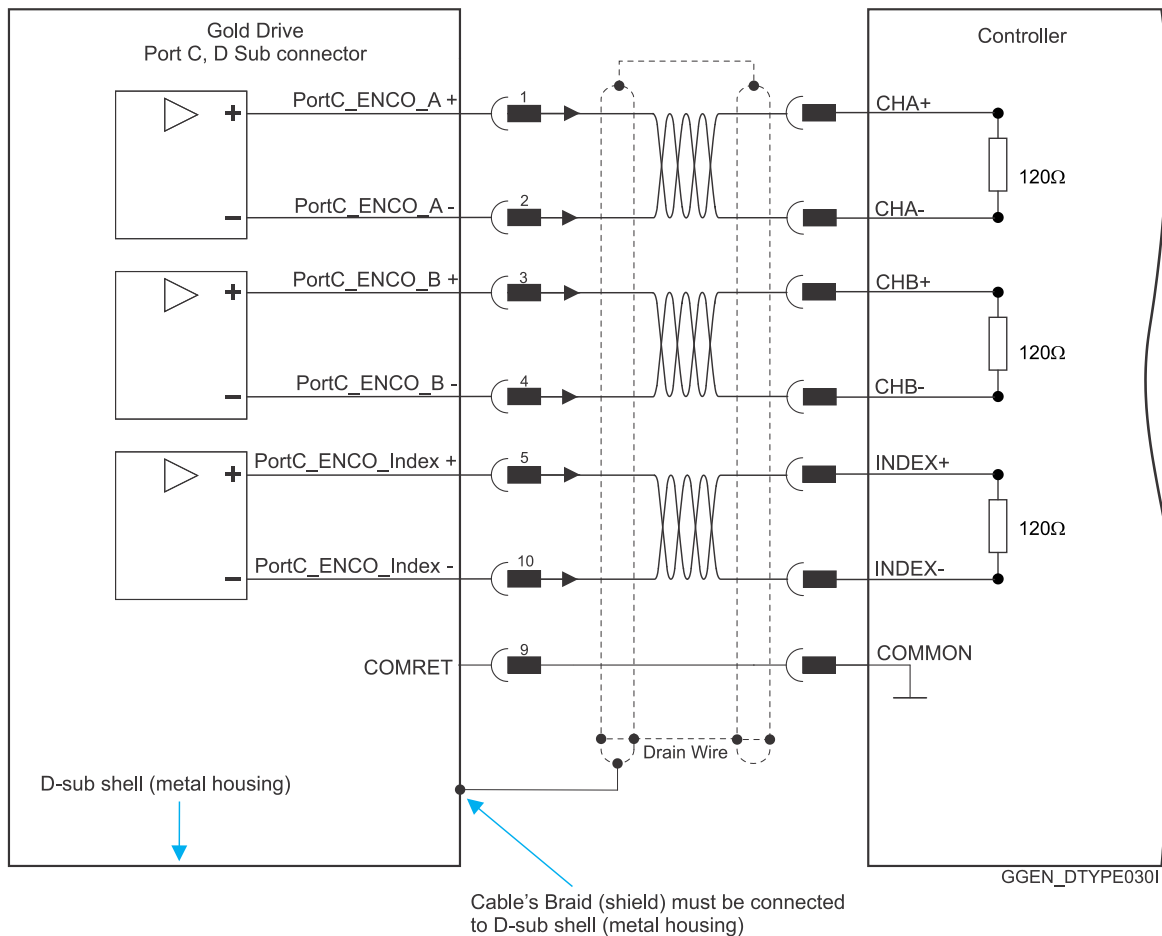 Gold Drive
Port C, D Sub connector
Controller
PortC_ENCO_A +
1
CHA+
+
120Ω
PortC_ENCO_A -
2
CHA-
−
PortC_ENCO_B +
3
CHB+
+
120Ω
PortC_ENCO_B -
4
CHB-
−
PortC_ENCO_Index +
5
INDEX+
+
120Ω
PortC_ENCO_Index -
10
INDEX-
−
COMRET
9
COMMON
Drain Wire
D-sub shell (metal housing)
GGEN_DTYPE030I
Cable's Braid (shield) must be connected
to D-sub shell (metal housing)